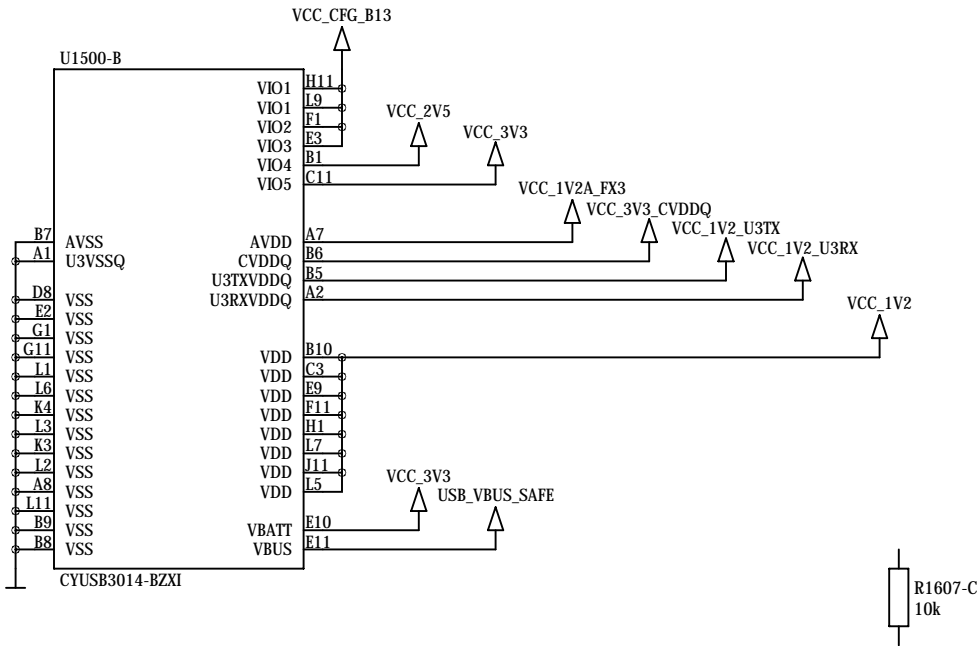 VCC_CFG_B13
U1500-B
VIO1 H11
VIO1 L9
VCC_2V5
VIO2 F1
VCC_3V3
VIO3 E3
VIO4 B1
VIO5 C11
VCC_1V2A_FX3
VCC_3V3_CVDDQ
VCC_1V2_U3TX
VCC_1V2_U3RX
B7 AVSS AVDD A7
A1 U3VSSQ CVDDQ B6
U3TXVDDQ B5
D8 VSS U3RXVDDQ A2
VCC_1V2
E2 VSS
G1 VSS
G11 VSS VDD B10
L1 VSS VDD C3
L6 VSS VDD E9
K4 VSS VDD F11
L3 VSS VDD H1
K3 VSS VDD L7
L2 VSS VDD J11
VCC_3V3
A8 VSS VDD L5
USB_VBUS_SAFE
L11 VSS
B9 VSS VBATT E10
B8 VSS VBUS E11
CYUSB3014-BZXI
R1607-C
10k